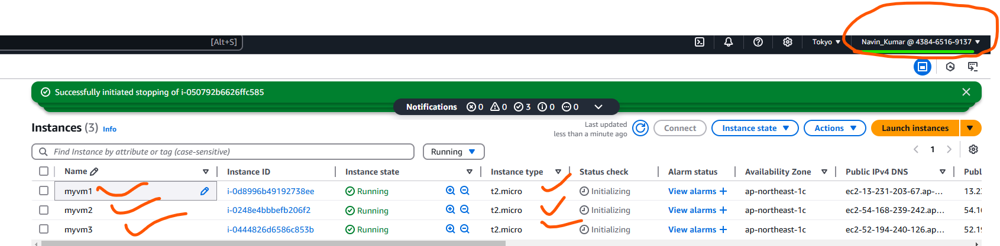 [Alt+S] Tokyo Navin_Kumar @ 4384-6516-9137
Successfully initiated stopping of i-050792b6626ffc585
Notifications 0 0 3 0 0
Instances (3) Info
Last updated
less than a minute ago
Connect Instance state Actions Launch instances
Find Instance by attribute or tag (case-sensitive) Running 1
Name Instance ID Instance state Instance type Status check Alarm status Availability Zone Public IPv4 DNS Publ
myvm1 i-0d8996b49192738ee Running t2.micro Initializing View alarms + ap-northeast-1c ec2-13-231-203-67.ap-... 13.23
myvm2 i-0248e4bbbefb206f2 Running t2.micro Initializing View alarms + ap-northeast-1c ec2-54-168-239-242.ap... 54.16
myvm3 i-0444826d6586c853b Running t2.micro Initializing View alarms + ap-northeast-1c ec2-52-194-240-126.ap... 52.19